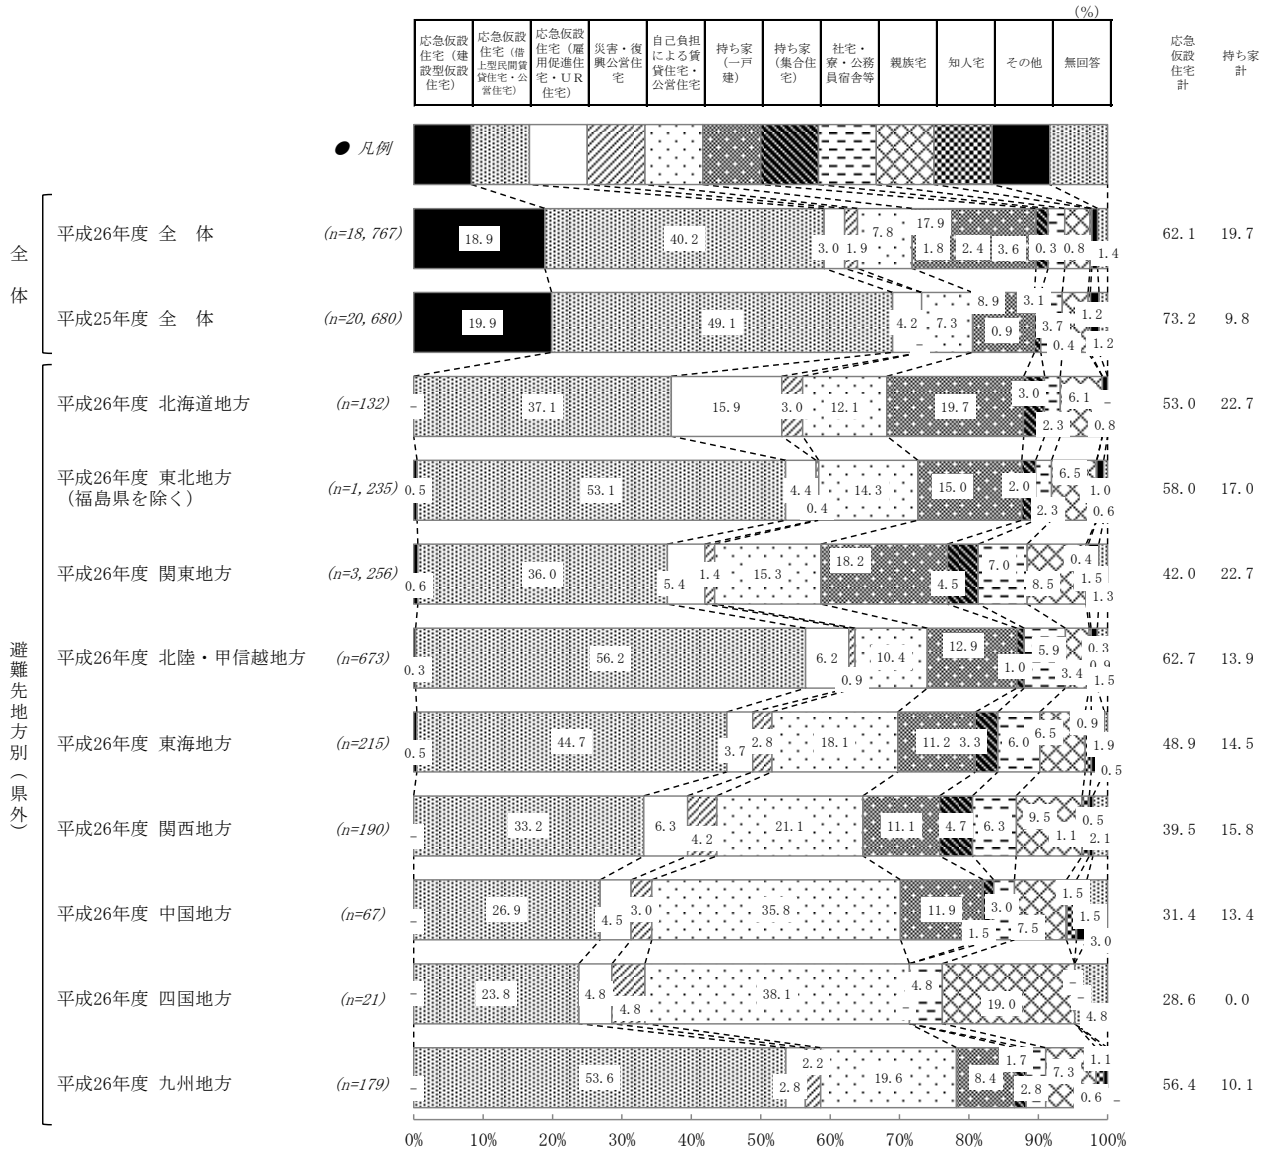 (%)
応急仮設
住宅（建
設型仮設
住宅）
応急仮設
住宅（借
上型民間賃
貸住宅・公
営住宅）
応急仮設
住宅（雇
用促進住
宅・ＵＲ
住宅）
災害・復
興公営住
宅
自己負担
による賃
貸住宅・
公営住宅
持ち家
（一戸
建）
持ち家
（集合住
宅）
社宅・
寮・公務
員宿舎等
親族宅
知人宅
その他
無回答
応急
仮設
住宅
計
持ち家
計
● 凡例
全体
平成26年度 全 体 (n=18,767) 18.9 40.2 3.0 1.9 7.8 17.9 1.8 2.4 3.6 0.3 0.8 1.4 62.1 19.7
平成25年度 全 体 (n=20,680) 19.9 49.1 4.2 － 7.3 8.9 0.9 3.1 3.7 0.4 1.2 1.2 73.2 9.8
避難先地方別（県外）
平成26年度 北海道地方 (n=132) － 37.1 15.9 3.0 12.1 19.7 3.0 2.3 6.1 － 0.8 53.0 22.7
平成26年度 東北地方
（福島県を除く） (n=1,235) 0.5 53.1 4.4 0.4 14.3 15.0 2.0 2.3 6.5 1.0 0.6 58.0 17.0
平成26年度 関東地方 (n=3,256) 0.6 36.0 5.4 1.4 15.3 18.2 4.5 7.0 8.5 0.4 1.5 1.3 42.0 22.7
平成26年度 北陸・甲信越地方 (n=673) 0.3 56.2 6.2 0.9 10.4 12.9 1.0 5.9 3.4 0.3 0.9 1.5 62.7 13.9
平成26年度 東海地方 (n=215) 0.5 44.7 3.7 2.8 18.1 11.2 3.3 6.0 6.5 0.9 1.9 0.5 48.9 14.5
平成26年度 関西地方 (n=190) － 33.2 6.3 4.2 21.1 11.1 4.7 6.3 9.5 1.1 0.5 2.1 39.5 15.8
平成26年度 中国地方 (n=67) － 26.9 4.5 3.0 35.8 11.9 1.5 3.0 7.5 1.5 1.5 3.0 31.4 13.4
平成26年度 四国地方 (n=21) － 23.8 4.8 4.8 38.1 － 4.8 19.0 － － 4.8 28.6 0.0
平成26年度 九州地方 (n=179) － 53.6 2.8 2.2 19.6 8.4 1.7 2.8 7.3 0.6 1.1 － 56.4 10.1
0% 10% 20% 30% 40% 50% 60% 70% 80% 90% 100%